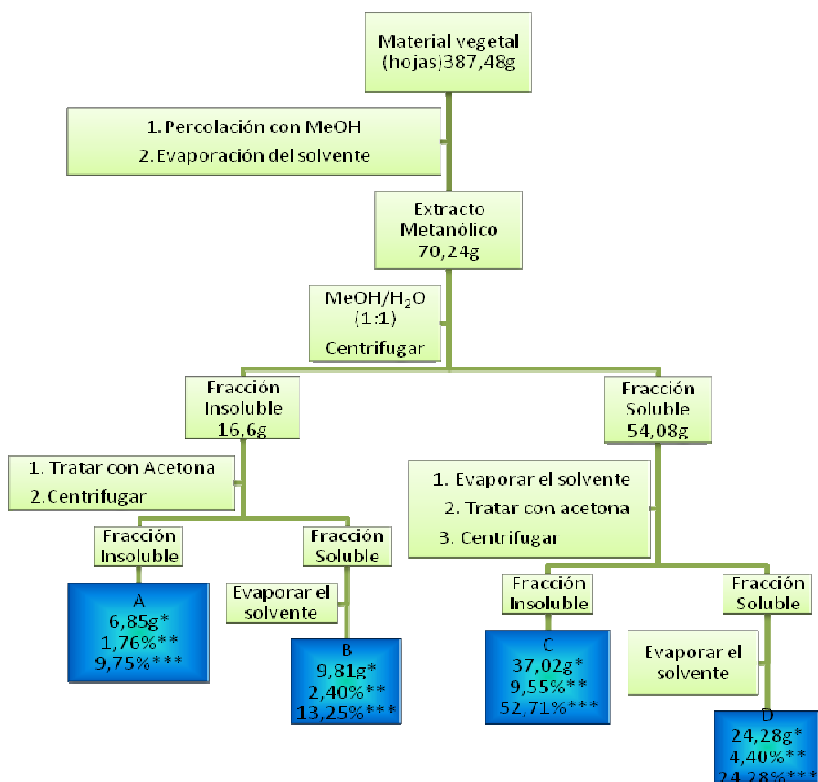 Material vegetal
(hojas)387,48g
1. Percolación con MeOH
2. Evaporación del solvente
Extracto
Metanólico
70,24g
MeOH/H₂O
(1:1)
Centrifugar
Fracción
Insoluble
16,6g
Fracción
Soluble
54,08g
1. Tratar con Acetona
2. Centrifugar
1. Evaporar el solvente
2. Tratar con acetona
3. Centrifugar
Fracción
Insoluble
Fracción
Soluble
Evaporar el
solvente
Fracción
Insoluble
Fracción
Soluble
Evaporar el
solvente
A
6,85g*
1,76%**
9,75%***
B
9,81g*
2,40%**
13,25%***
C
37,02g*
9,55%**
52,71%***
D
24,28g*
4,40%**
24,28%***